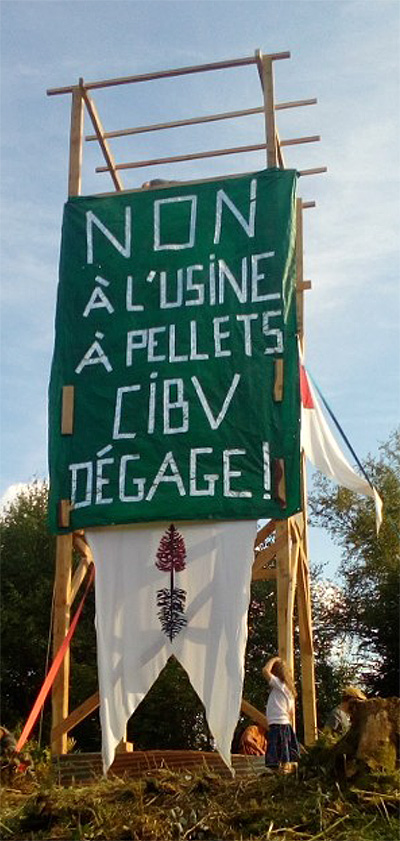 NON
À L'USINE
À PELLETS
CIBV
DÉGAGE!